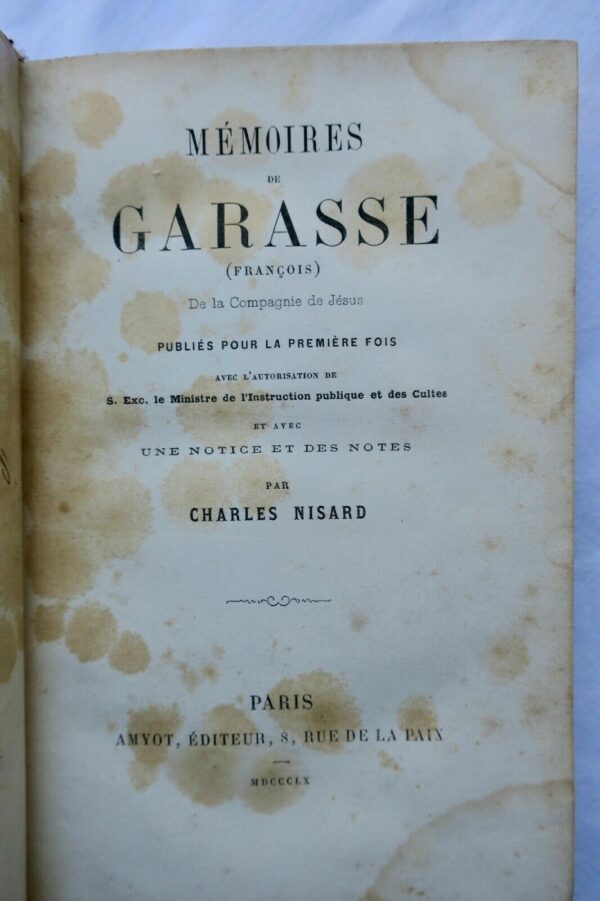 MÉMOIRES
DE
GARASSE
(FRANÇOIS)
De la Compagnie de Jésus
PUBLIÉS POUR LA PREMIÈRE FOIS
AVEC L'AUTORISATION DE
S. Exc. le Ministre de l'Instruction publique et des Cultes
ET AVEC
UNE NOTICE ET DES NOTES
PAR
CHARLES NISARD
PARIS
AMYOT, ÉDITEUR, 8, RUE DE LA PAIX
MDCCCLX